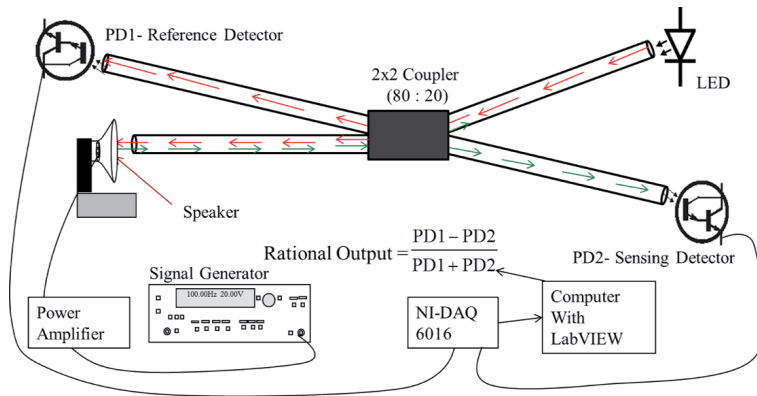 PD1- Reference Detector
2x2 Coupler
(80 : 20)
LED
Speaker
Rational Output = PD1 − PD2
PD1 + PD2
PD2- Sensing Detector
Signal Generator
100.00Hz 20.00V
Power
Amplifier
NI-DAQ
6016
Computer
With
LabVIEW